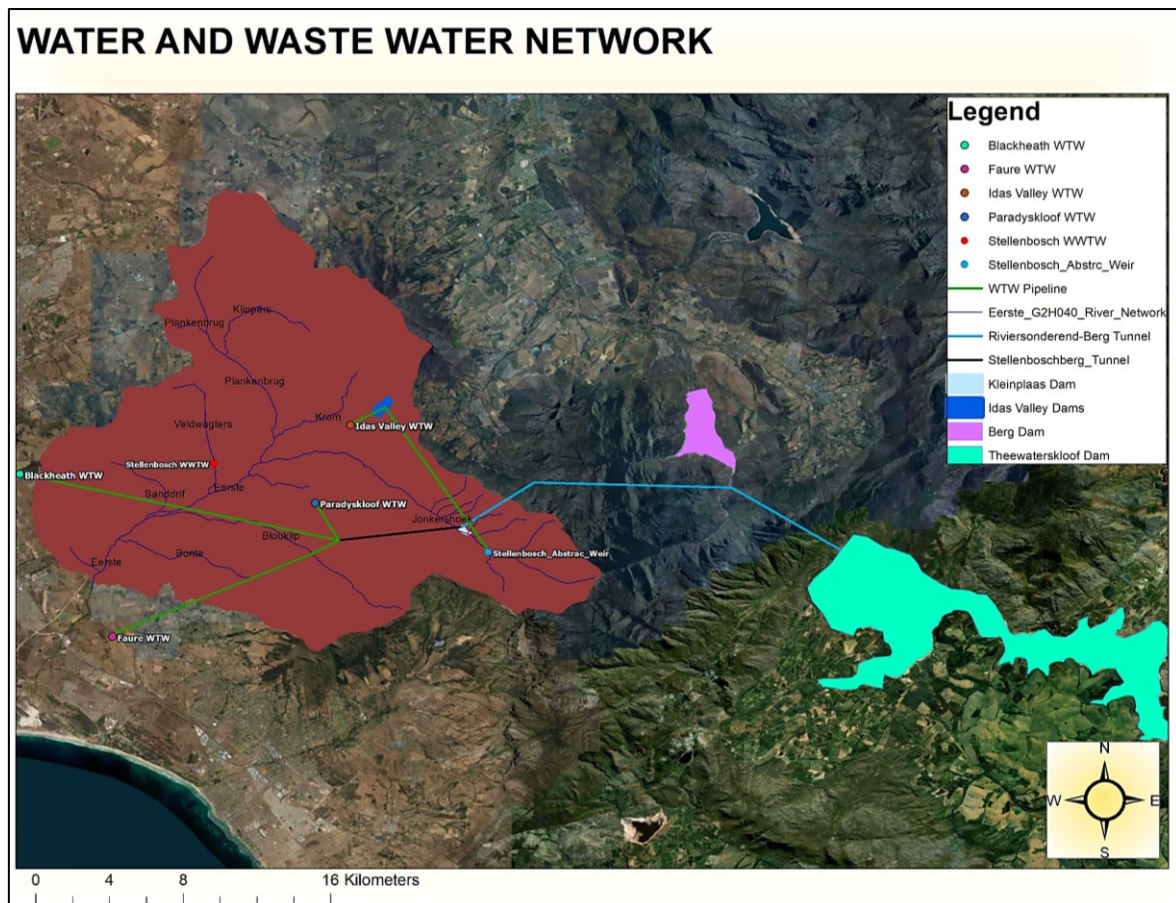 WATER AND WASTE WATER NETWORK
Legend
Blackheath WTW
Faure WTW
Idas Valley WTW
Paradyskloof WTW
Stellenbosch WWTW
Stellenbosch_Abstrc_Weir
WTW Pipeline
Eerste_G2H040_River_Network
Riviersonderend-Berg Tunnel
Stellenboschberg_Tunnel
Kleinplaas Dam
Idas Valley Dams
Berg Dam
Theewaterskloof Dam
Klippers
Plankenbrug
Plankenbrug
Krom
Veldwagters
Idas Valley WTW
Stellenbosch WWTW
Blackheath WTW
Eerste
Sanddrif
Paradyskloof WTW
Jonkershoek
Blouklip
Stellenbosch_Abstrac_Weir
Bonte
Eerste
Faure WTW
N
W E
S
0 4 8 16 Kilometers